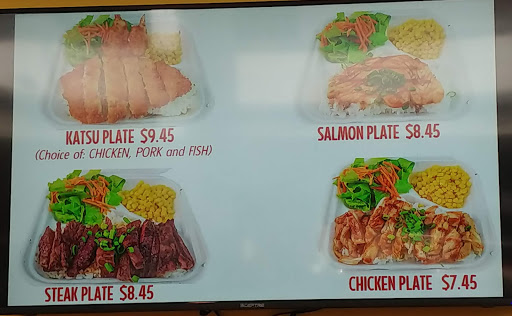 KATSU PLATE $9.45
(Choice of: CHICKEN, PORK and FISH)
SALMON PLATE $8.45
STEAK PLATE $8.45
CHICKEN PLATE $7.45